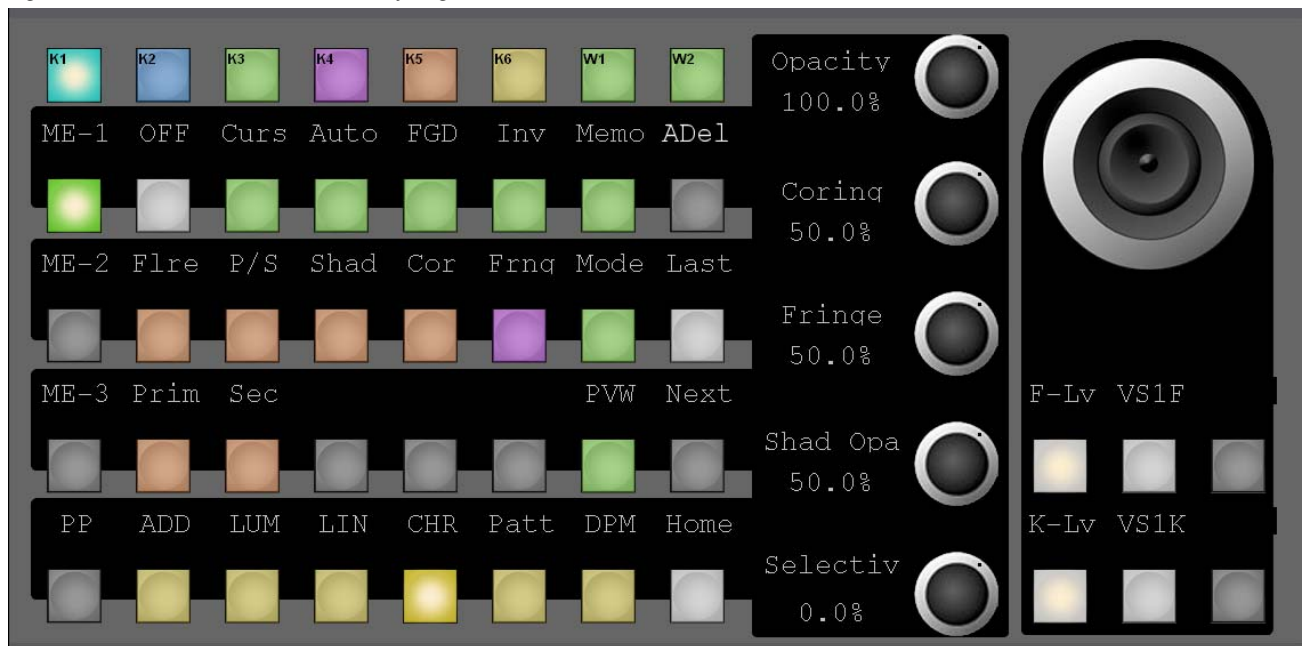 K1 K2 K3 K4 K5 K6 W1 W2
ME-1 OFF Curs Auto FGD Inv Memo ADel
ME-2 Flre P/S Shad Cor Frng Mode Last
ME-3 Prim Sec PVW Next
PP ADD LUM LIN CHR Patt DPM Home
Opacity
100.0%
Coring
50.0%
Fringe
50.0%
Shad Opa
50.0%
Selectiv
0.0%
F-Lv VS1F
K-Lv VS1K